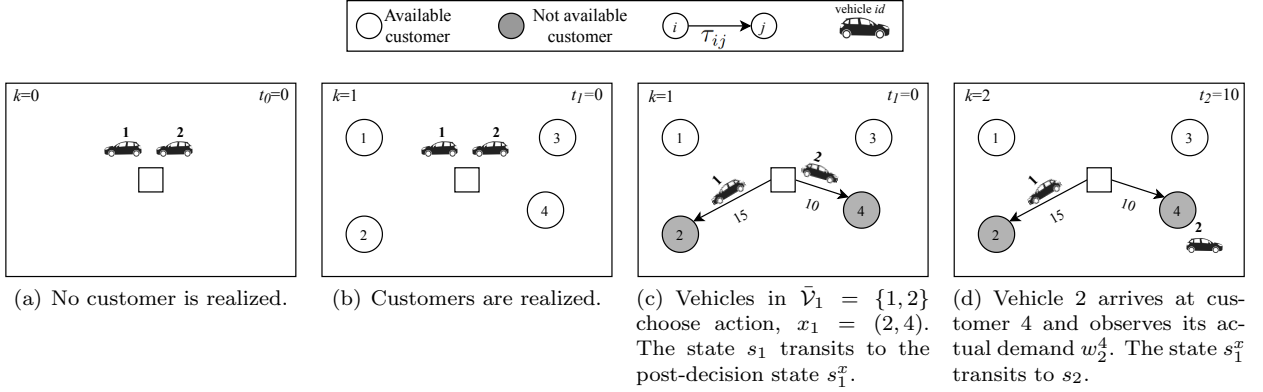 Available customer
Not available customer
i
j
τ_{ij}
vehicle id
k=0
t_0=0
1
2
k=1
t_1=0
1
2
1
3
4
2
k=1
t_1=0
1
3
1
2
4
2
15
10
k=2
t_2=10
1
3
1
4
2
15
10
2
(a) No customer is realized.
(b) Customers are realized.
(c) Vehicles in \bar{𝒱}_1 = {1, 2}
choose action, x_1 = (2, 4).
The state s_1 transits to the
post-decision state s_1^x.
(d) Vehicle 2 arrives at cus-
tomer 4 and observes its ac-
tual demand w_2^4. The state s_1^x
transits to s_2.